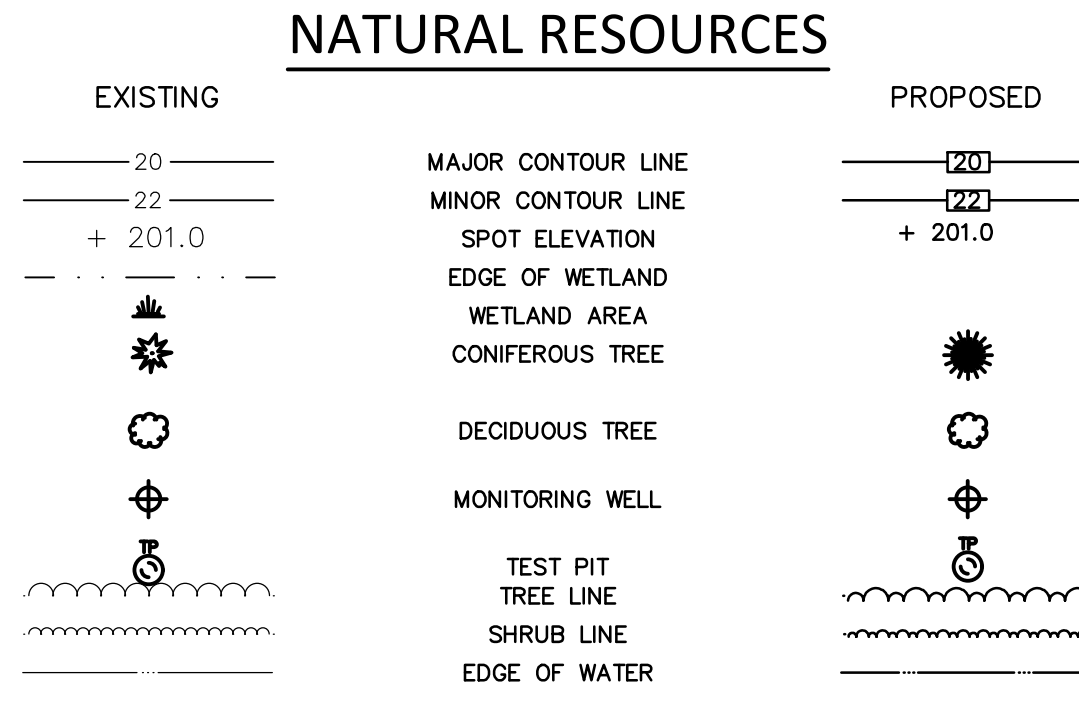 NATURAL RESOURCES
EXISTING PROPOSED
20 MAJOR CONTOUR LINE 20
22 MINOR CONTOUR LINE 22
+ 201.0 SPOT ELEVATION + 201.0
EDGE OF WETLAND
WETLAND AREA
CONIFEROUS TREE
DECIDUOUS TREE
MONITORING WELL
TP TEST PIT TP
TREE LINE
SHRUB LINE
EDGE OF WATER